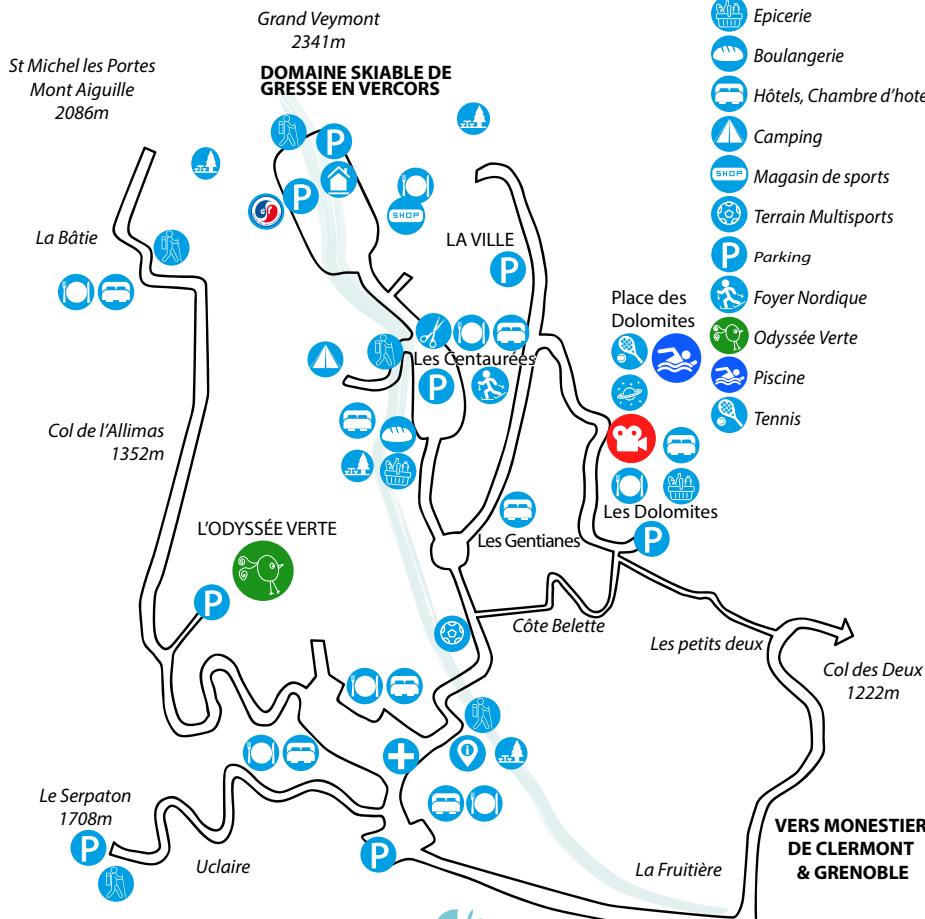 Grand Veymont
2341m
St Michel les Portes
Mont Aiguille
2086m
DOMAINE SKIABLE DE
GRESSE EN VERCORS
Epicerie
Boulangerie
Hôtels, Chambre d'hote
Camping
SHOP Magasin de sports
Terrain Multisports
P Parking
Foyer Nordique
Odyssée Verte
Piscine
Tennis
P
P
SHOP
La Bâtie
LA VILLE
P
Place des
Dolomites
Les Centaurées
P
Col de l'Allimas
1352m
Les Gentianes
Les Dolomites
P
L'ODYSSÉE VERTE
P
Côte Belette
Les petits deux
Col des Deux
1222m
Le Serpaton
1708m
P
Uclaire
P
La Fruitière
VERS MONESTIER
DE CLERMONT
& GRENOBLE